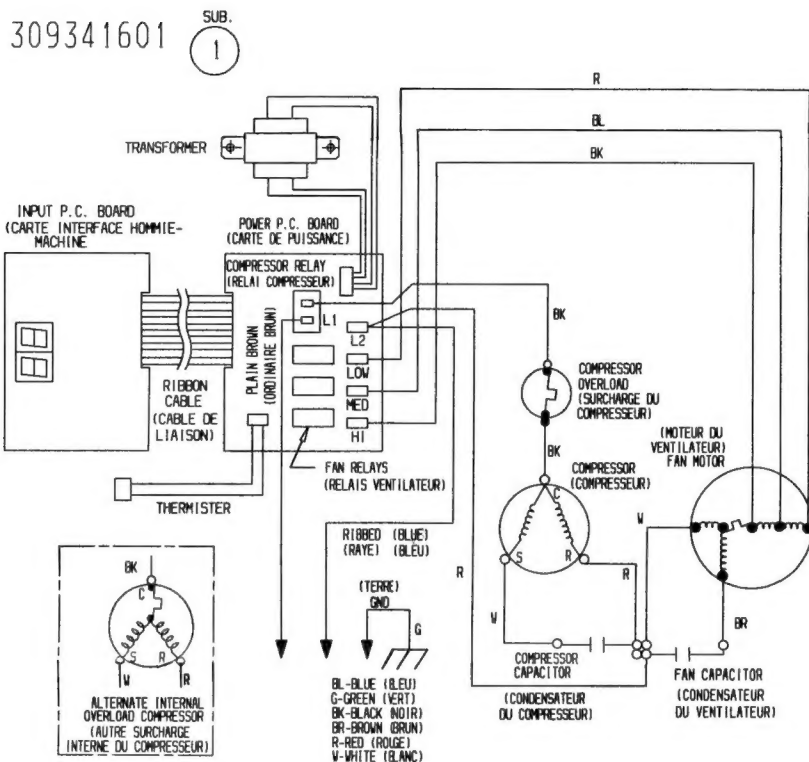 309341601
SUB.
1
TRANSFORMER
R
BL
BK
INPUT P.C. BOARD
(CARTE INTERFACE HOMMIE-
MACHINE
POWER P.C. BOARD
(CARTE DE PUISSANCE)
COMPRESSOR RELAY
(RELAI COMPRESSEUR)
PLAIN BROWN
(ORDINAIRE BRUN)
L1
L2
LOW
MED
HI
RIBBON
CABLE
(CABLE DE
LIAISON)
THERMISTER
FAN RELAYS
(RELAIS VENTILATEUR)
RIBBED (BLUE)
(RAYE) (BLEU)
BK
COMPRESSOR
OVERLOAD
(SURCHARGE DU
COMPRESSEUR)
BK
COMPRESSOR
(COMPRESSEUR)
C
S
R
(MOTEUR DU
VENTILATEUR)
FAN MOTOR
W
R
W
R
BR
(TERRE)
GND
G
COMPRESSOR
CAPACITOR
(CONDENSATEUR
DU COMPRESSEUR)
FAN CAPACITOR
(CONDENSATEUR
DU VENTILATEUR)
BK
C
S
R
W
R
ALTERNATE INTERNAL
OVERLOAD COMPRESSOR
(AUTRE SURCHARGE
INTERNE DU COMPRESSEUR)
BL-BLUE (BLEU)
G-GREEN (VERT)
BK-BLACK (NOIR)
BR-BROWN (BRUN)
R-RED (ROUGE)
W-WHITE (BLANC)